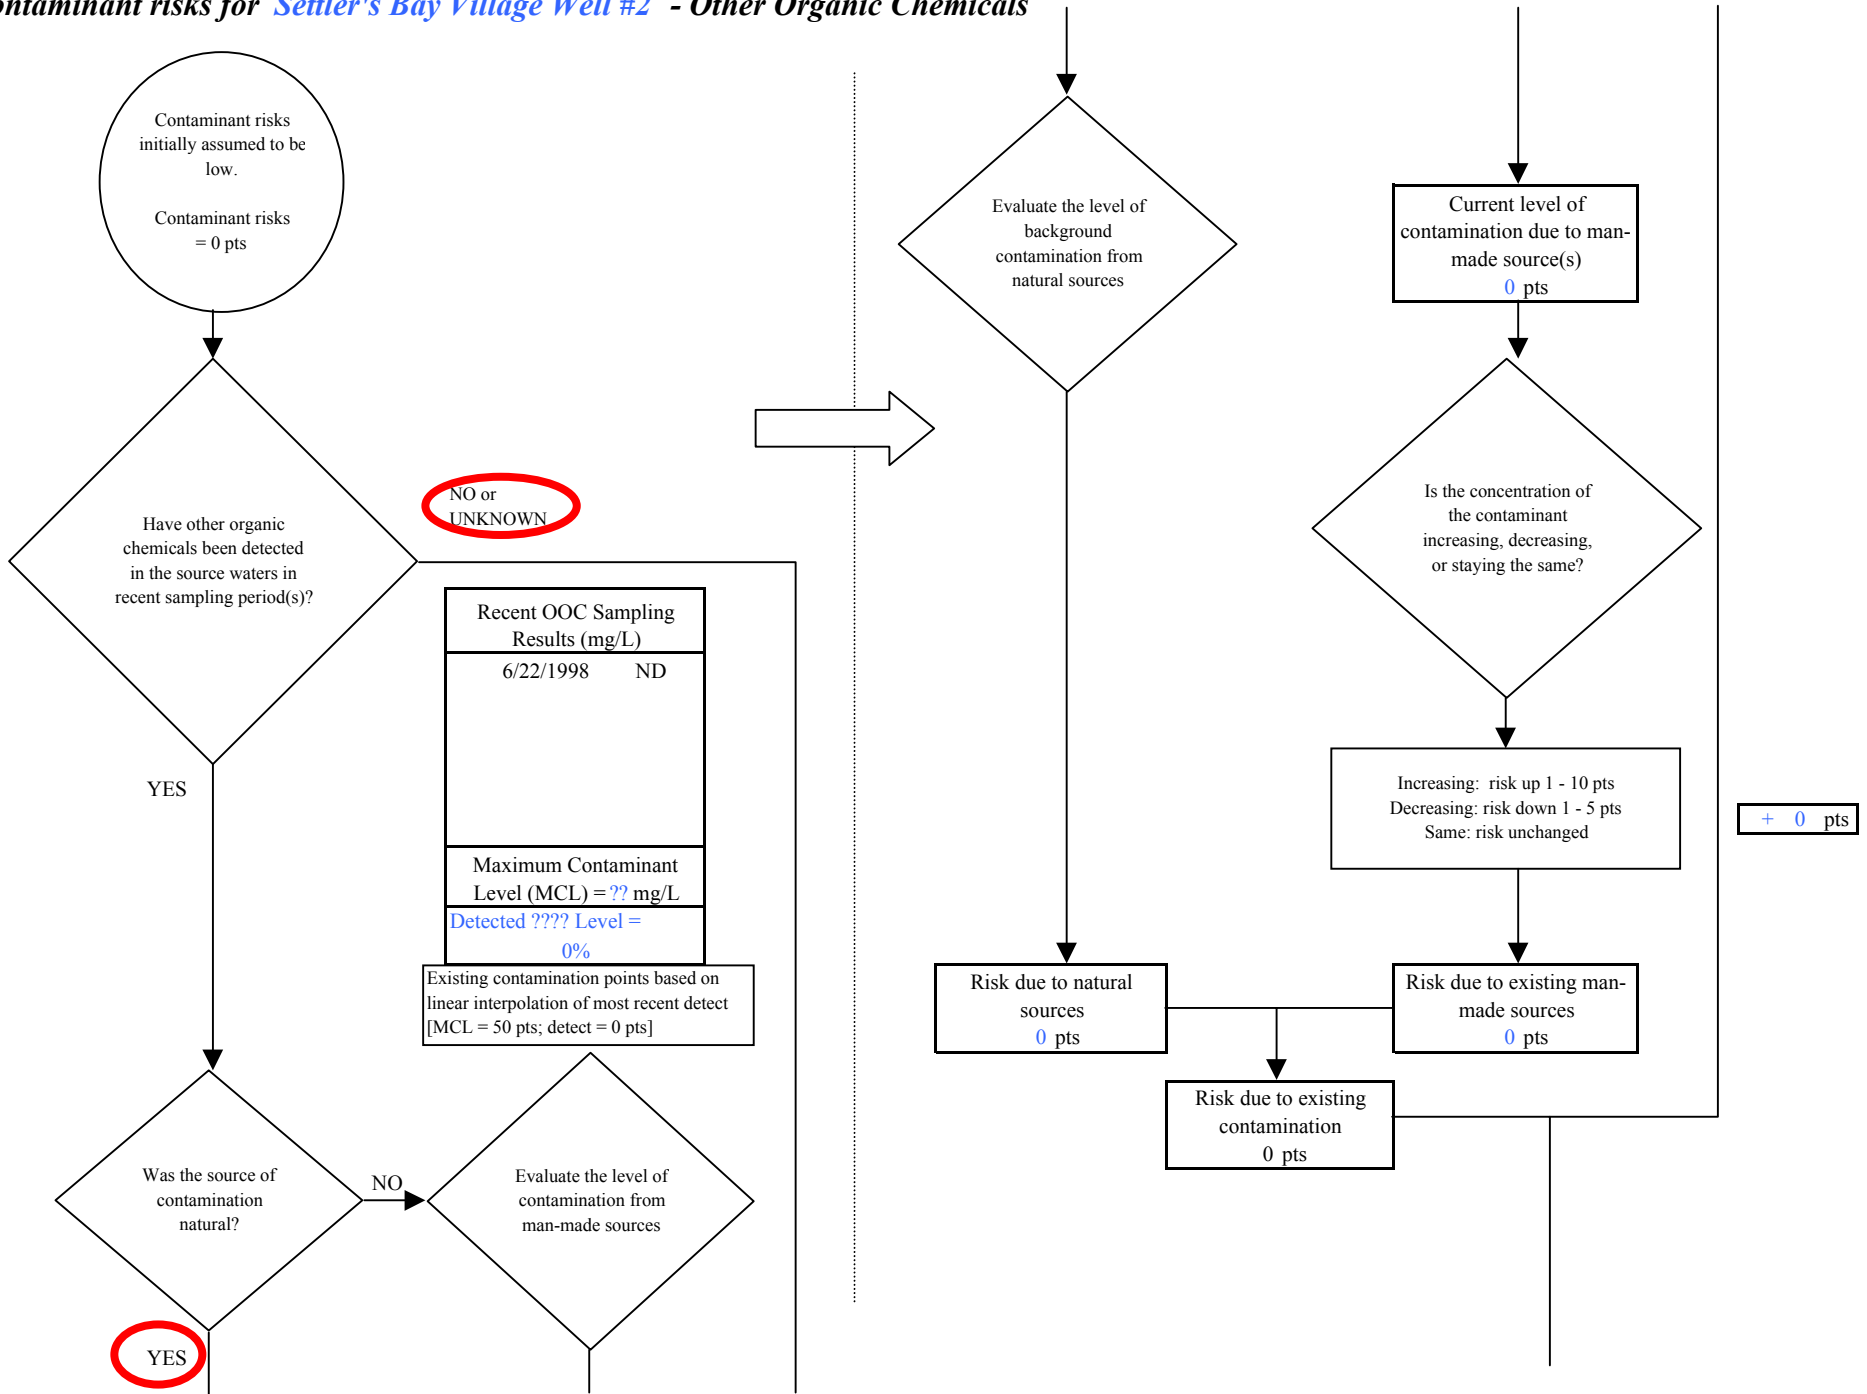 ontaminant risks for Settler's Bay Village Well #2 - Other Organic Chemicals
Contaminant risks
initially assumed to be
low.
Contaminant risks
= 0 pts
Have other organic
chemicals been detected
in the source waters in
recent sampling period(s)?
NO or
UNKNOWN
YES
Recent OOC Sampling
Results (mg/L)
6/22/1998 ND
Maximum Contaminant
Level (MCL) = ?? mg/L
Detected ???? Level =
0%
Existing contamination points based on
linear interpolation of most recent detect
[MCL = 50 pts; detect = 0 pts]
Was the source of
contamination
natural?
NO
Evaluate the level of
contamination from
man-made sources
YES
Evaluate the level of
background
contamination from
natural sources
Current level of
contamination due to man-
made source(s)
0 pts
Is the concentration of
the contaminant
increasing, decreasing,
or staying the same?
Increasing: risk up 1 - 10 pts
Decreasing: risk down 1 - 5 pts
Same: risk unchanged
+ 0 pts
Risk due to natural
sources
0 pts
Risk due to existing man-
made sources
0 pts
Risk due to existing
contamination
0 pts